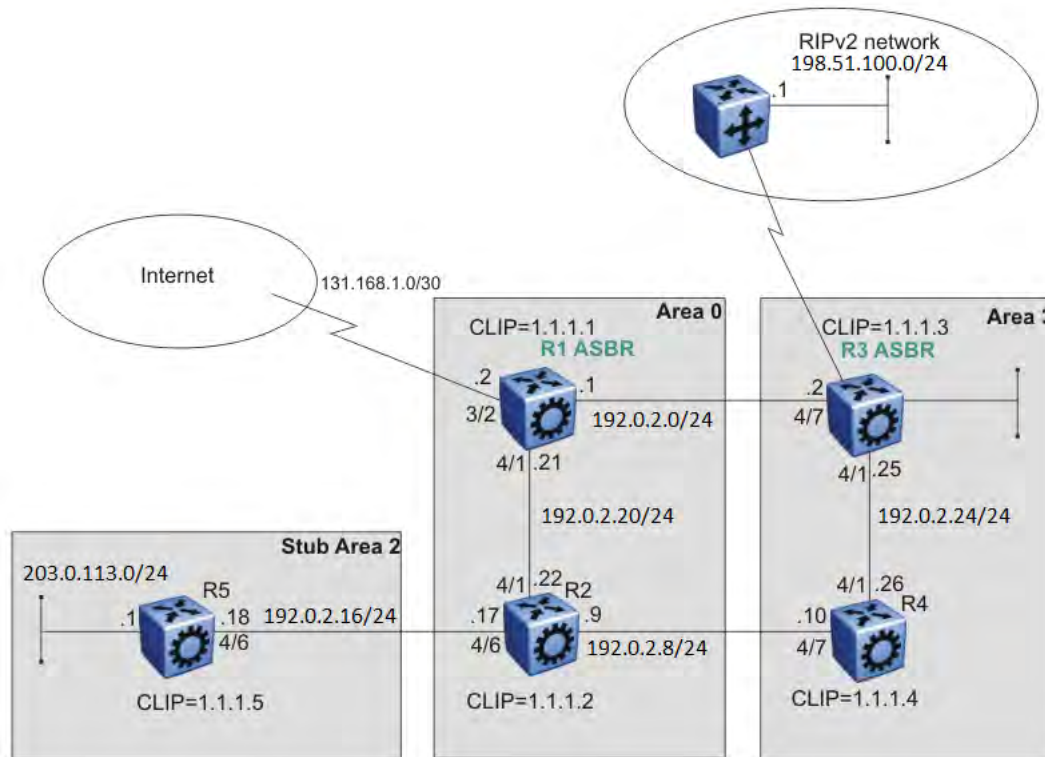 RIPv2 network
198.51.100.0/24
.1
Internet
131.168.1.0/30
Area 0
CLIP=1.1.1.1
R1 ASBR
.2
.1
3/2
192.0.2.0/24
4/1 .21
192.0.2.20/24
Area 3
CLIP=1.1.1.3
R3 ASBR
.2
4/7
4/1 .25
192.0.2.24/24
Stub Area 2
203.0.113.0/24
R5
.1
.18
192.0.2.16/24
4/6
CLIP=1.1.1.5
4/1 .22
R2
.17
.9
4/6
192.0.2.8/24
CLIP=1.1.1.2
4/1 .26
R4
.10
4/7
CLIP=1.1.1.4